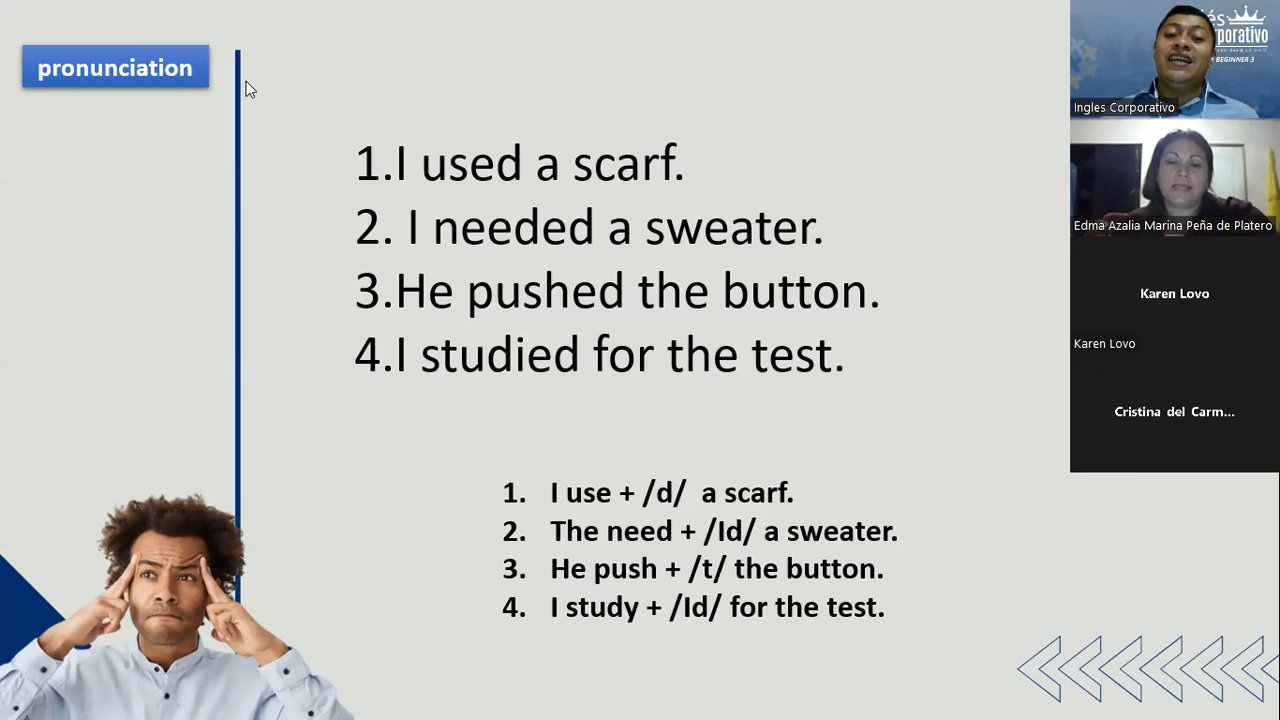 pronunciation
1.I used a scarf.
2. I needed a sweater.
3.He pushed the button.
4.I studied for the test.
1. I use + /d/ a scarf.
2. The need + /Id/ a sweater.
3. He push + /t/ the button.
4. I study + /Id/ for the test.
BEGINNER 3
Ingles Corporativo
Edma Azalia Marina Peña de Platero
Karen Lovo
Karen Lovo
Cristina del Carm...